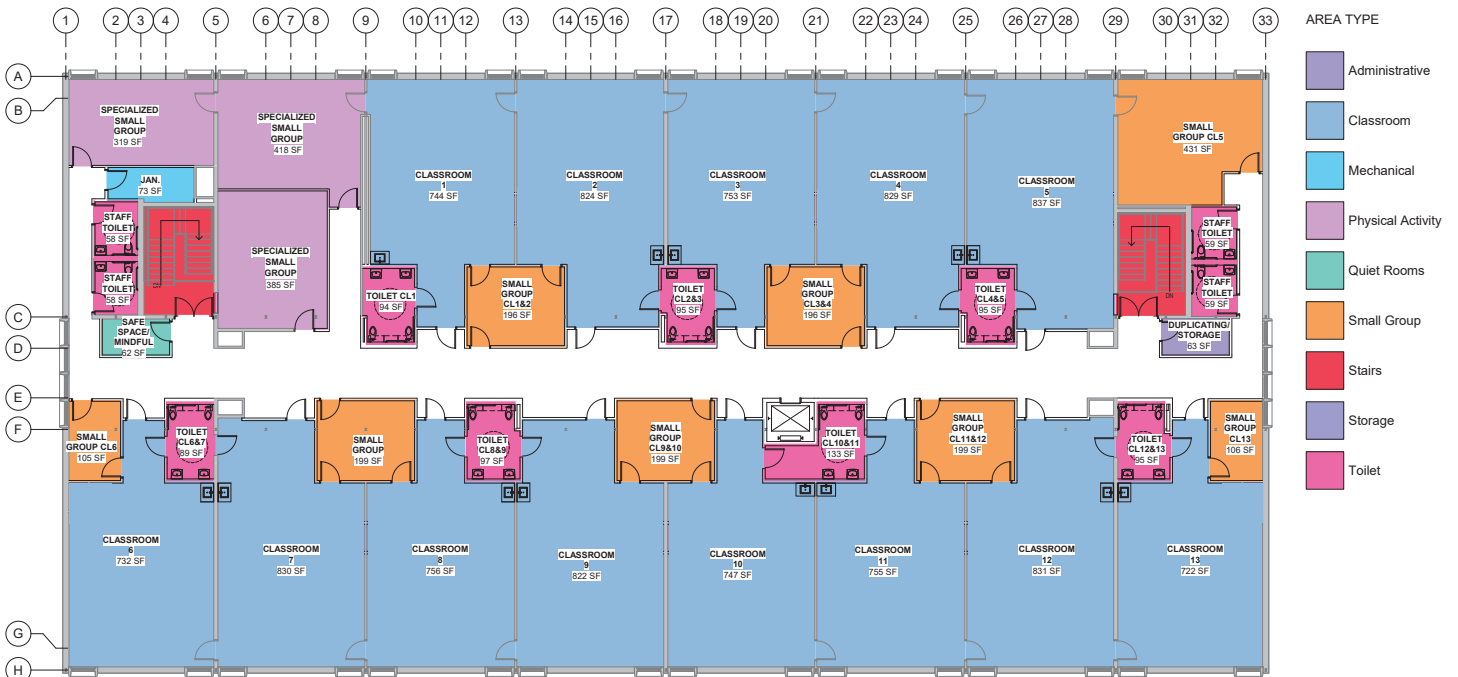 1 2 3 4 5 6 7 8 9 10 11 12 13 14 15 16 17 18 19 20 21 22 23 24 25 26 27 28 29 30 31 32 33
AREA TYPE
A
B
C
D
E
F
G
H
SPECIALIZED
SMALL
GROUP
319 SF
SPECIALIZED
SMALL
GROUP
418 SF
JAN.
73 SF
STAFF
TOILET
58 SF
STAFF
TOILET
58 SF
DN
SPECIALIZED
SMALL
GROUP
385 SF
SAFE
SPACE/
MINDFUL
62 SF
CLASSROOM
1
744 SF
CLASSROOM
2
824 SF
CLASSROOM
3
753 SF
CLASSROOM
4
829 SF
CLASSROOM
5
837 SF
SMALL
GROUP CL5
431 SF
TOILET CL1
94 SF
SMALL
GROUP
CL1&2
196 SF
TOILET
CL2&3
95 SF
SMALL
GROUP
CL3&4
196 SF
TOILET
CL4&5
95 SF
STAFF
TOILET
59 SF
STAFF
TOILET
59 SF
DN
DUPLICATING/
STORAGE
63 SF
SMALL
GROUP CL6
105 SF
TOILET
CL6&7
89 SF
SMALL
GROUP
199 SF
TOILET
CL8&9
97 SF
SMALL
GROUP
CL9&10
199 SF
TOILET
CL10&11
133 SF
SMALL
GROUP
CL11&12
199 SF
TOILET
CL12&13
95 SF
SMALL
GROUP
CL13
106 SF
CLASSROOM
6
732 SF
CLASSROOM
7
830 SF
CLASSROOM
8
756 SF
CLASSROOM
9
822 SF
CLASSROOM
10
747 SF
CLASSROOM
11
755 SF
CLASSROOM
12
831 SF
CLASSROOM
13
722 SF
Administrative
Classroom
Mechanical
Physical Activity
Quiet Rooms
Small Group
Stairs
Storage
Toilet